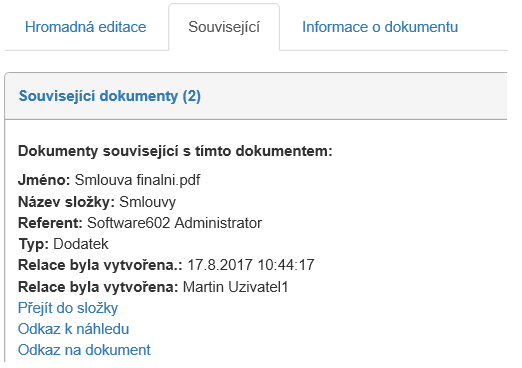 Hromadná editace Související Informace o dokumentu
Související dokumenty (2)
Dokumenty související s tímto dokumentem:
Jméno: Smlouva finalni.pdf
Název složky: Smlouvy
Referent: Software602 Administrator
Typ: Dodatek
Relace byla vytvořena.: 17.8.2017 10:44:17
Relace byla vytvořena: Martin Uzivatel1
Přejít do složky
Odkaz k náhledu
Odkaz na dokument